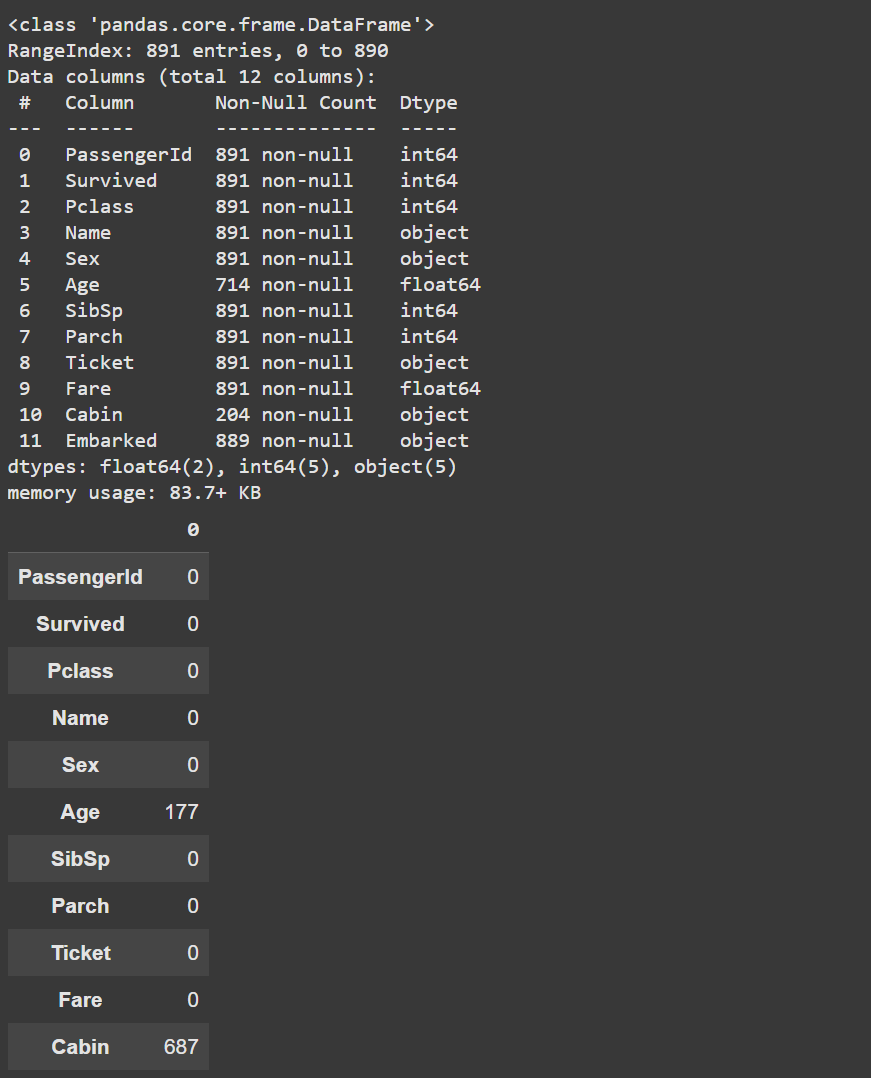 <class 'pandas.core.frame.DataFrame'>
RangeIndex: 891 entries, 0 to 890
Data columns (total 12 columns):
 #   Column       Non-Null Count  Dtype
---  ------       --------------  -----
 0   PassengerId  891 non-null    int64
 1   Survived     891 non-null    int64
 2   Pclass       891 non-null    int64
 3   Name         891 non-null    object
 4   Sex          891 non-null    object
 5   Age          714 non-null    float64
 6   SibSp        891 non-null    int64
 7   Parch        891 non-null    int64
 8   Ticket       891 non-null    object
 9   Fare         891 non-null    float64
 10  Cabin        204 non-null    object
 11  Embarked     889 non-null    object
dtypes: float64(2), int64(5), object(5)
memory usage: 83.7+ KB
0
PassengerId 0
Survived 0
Pclass 0
Name 0
Sex 0
Age 177
SibSp 0
Parch 0
Ticket 0
Fare 0
Cabin 687